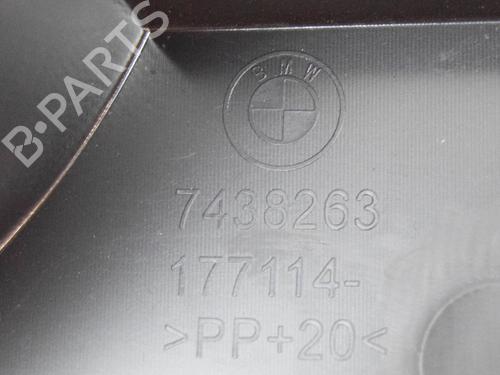 B-PARTS
BMW
7438263
177114-
>PP+20<